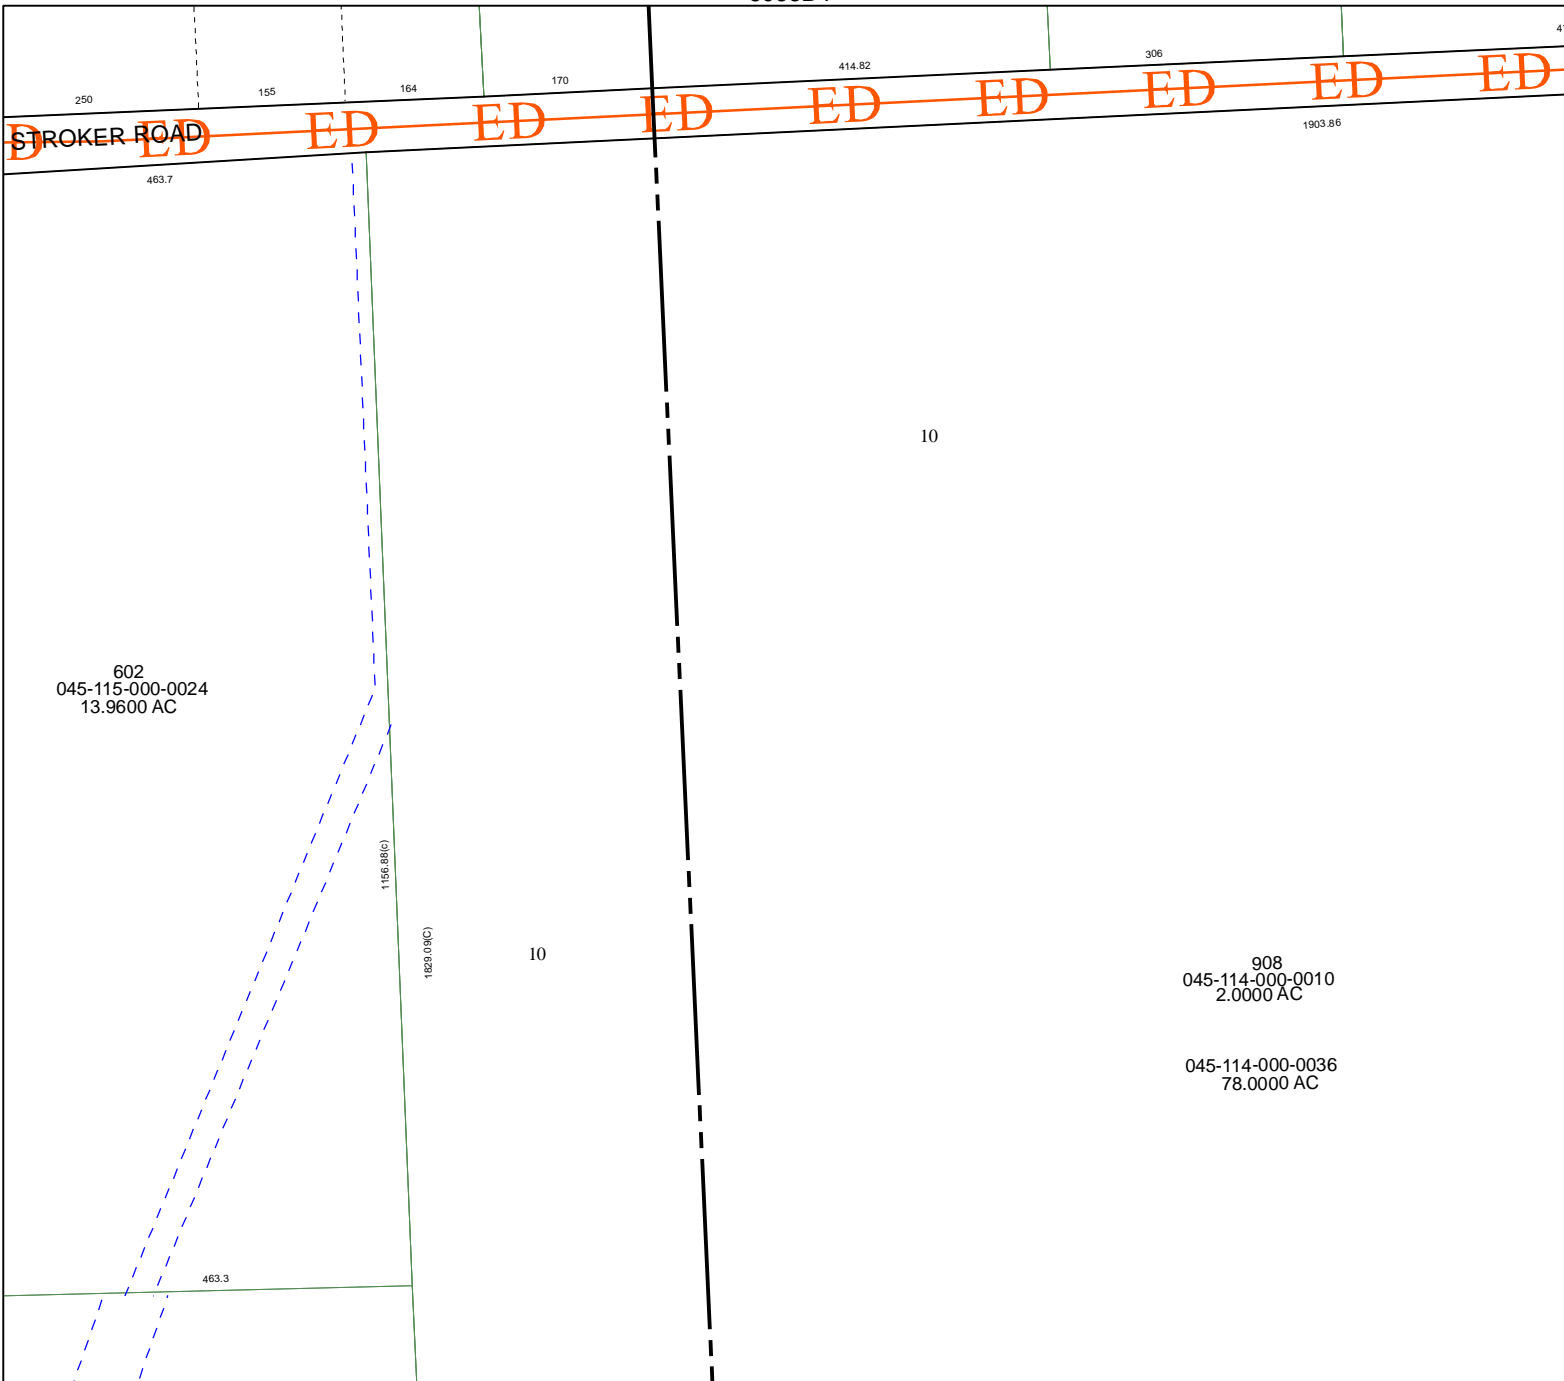 414.82
306
170
164
155
250
ED
ED
ED
ED
ED
ED
ED
ED
ED
D
STROKER ROAD
1903.86
463.7
10
602
045-115-000-0024
13.9600 AC
1156.88(c)
1829.09(C)
10
908
045-114-000-0010
2.0000 AC
045-114-000-0036
78.0000 AC
463.3